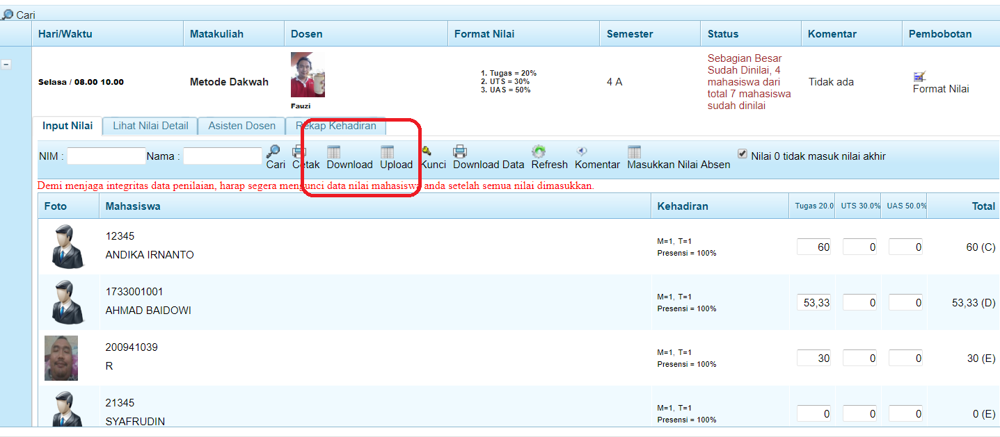 Cari
Hari/Waktu Matakuliah Dosen Format Nilai Semester Status Komentar Pembobotan
Selasa / 08.00 10.00 Metode Dakwah
Fauzi
1. Tugas = 20%
2. UTS = 30%
3. UAS = 50%
4 A
Sebagian Besar
Sudah Dinilai, 4
mahasiswa dari
total 7 mahasiswa
sudah dinilai
Tidak ada
Format Nilai
Input Nilai Lihat Nilai Detail Asisten Dosen Rekap Kehadiran
NIM : Nama : Cari Cetak Download Upload Kunci Download Data Refresh Komentar Masukkan Nilai Absen Nilai 0 tidak masuk nilai akhir
Demi menjaga integritas data penilaian, harap segera mengunci data nilai mahasiswa anda setelah semua nilai dimasukkan.
Foto Mahasiswa Kehadiran Tugas 20.0 UTS 30.0% UAS 50.0% Total
12345
ANDIKA IRNANTO
M=1, T=1
Presensi = 100%
60 0 0 60 (C)
1733001001
AHMAD BAIDOWI
M=1, T=1
Presensi = 100%
53,33 0 0 53,33 (D)
200941039
R
M=1, T=1
Presensi = 100%
30 0 0 30 (E)
21345
SYAFRUDIN
M=1, T=1
Presensi = 100%
0 0 0 0 (E)